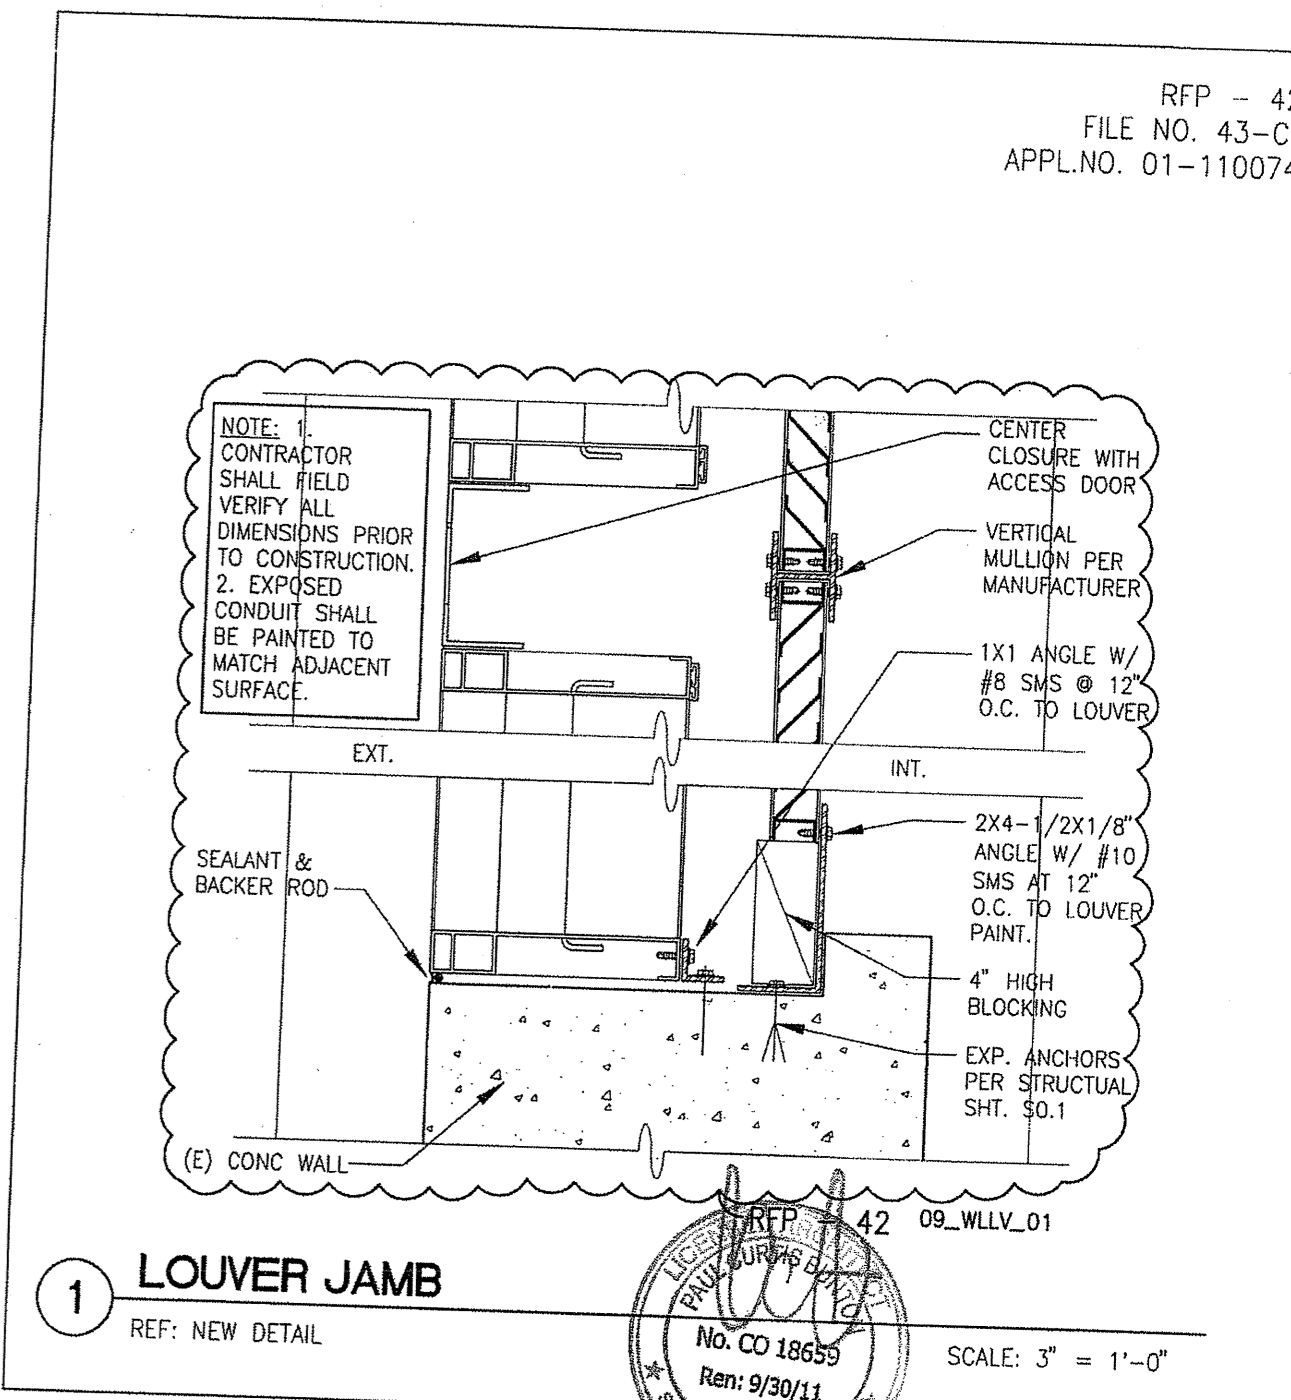 RFP - 42
FILE NO. 43-C
APPL.NO. 01-110074
NOTE: 1.
CONTRACTOR
SHALL FIELD
VERIFY ALL
DIMENSIONS PRIOR
TO CONSTRUCTION.
2. EXPOSED
CONDUIT SHALL
BE PAINTED TO
MATCH ADJACENT
SURFACE.
CENTER
CLOSURE WITH
ACCESS DOOR
VERTICAL
MULLION PER
MANUFACTURER
1X1 ANGLE W/
#8 SMS @ 12"
O.C. TO LOUVER
EXT.
INT.
SEALANT &
BACKER ROD
2X4-1/2X1/8"
ANGLE W/ #10
SMS AT 12"
O.C. TO LOUVER
PAINT.
4" HIGH
BLOCKING
EXP. ANCHORS
PER STRUCTUAL
SHT. S0.1
(E) CONC WALL
RFP - 42 09_WLLV_01
1 LOUVER JAMB
REF: NEW DETAIL
SCALE: 3" = 1'-0"
PAUL CURTIS
No. CO 18659
Ren: 9/30/11